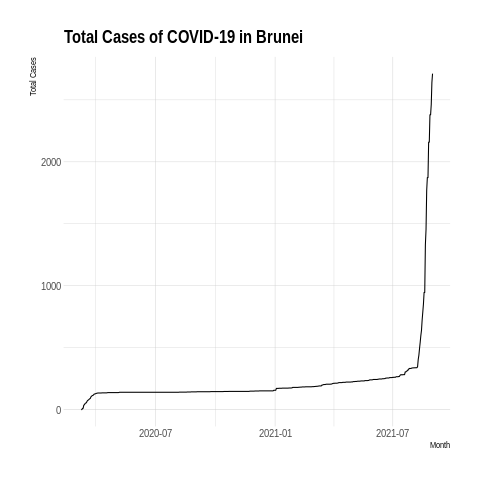 Total Cases of COVID-19 in Brunei
Total Cases
2000
1000
0
2020-07
2021-01
2021-07
Month